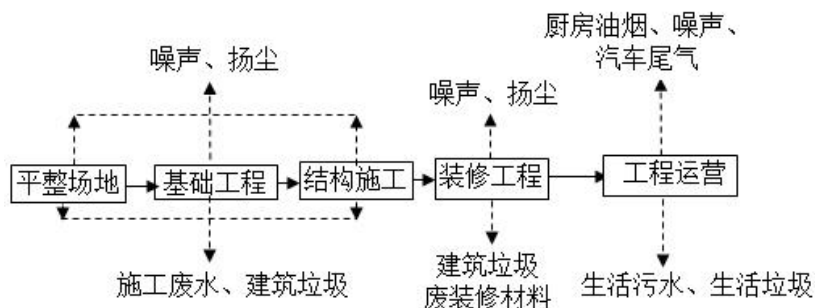 厨房油烟、噪声、
汽车尾气
噪声、扬尘
噪声、扬尘
平整场地
基础工程
结构施工
装修工程
工程运营
施工废水、建筑垃圾
建筑垃圾
废装修材料
生活污水、生活垃圾